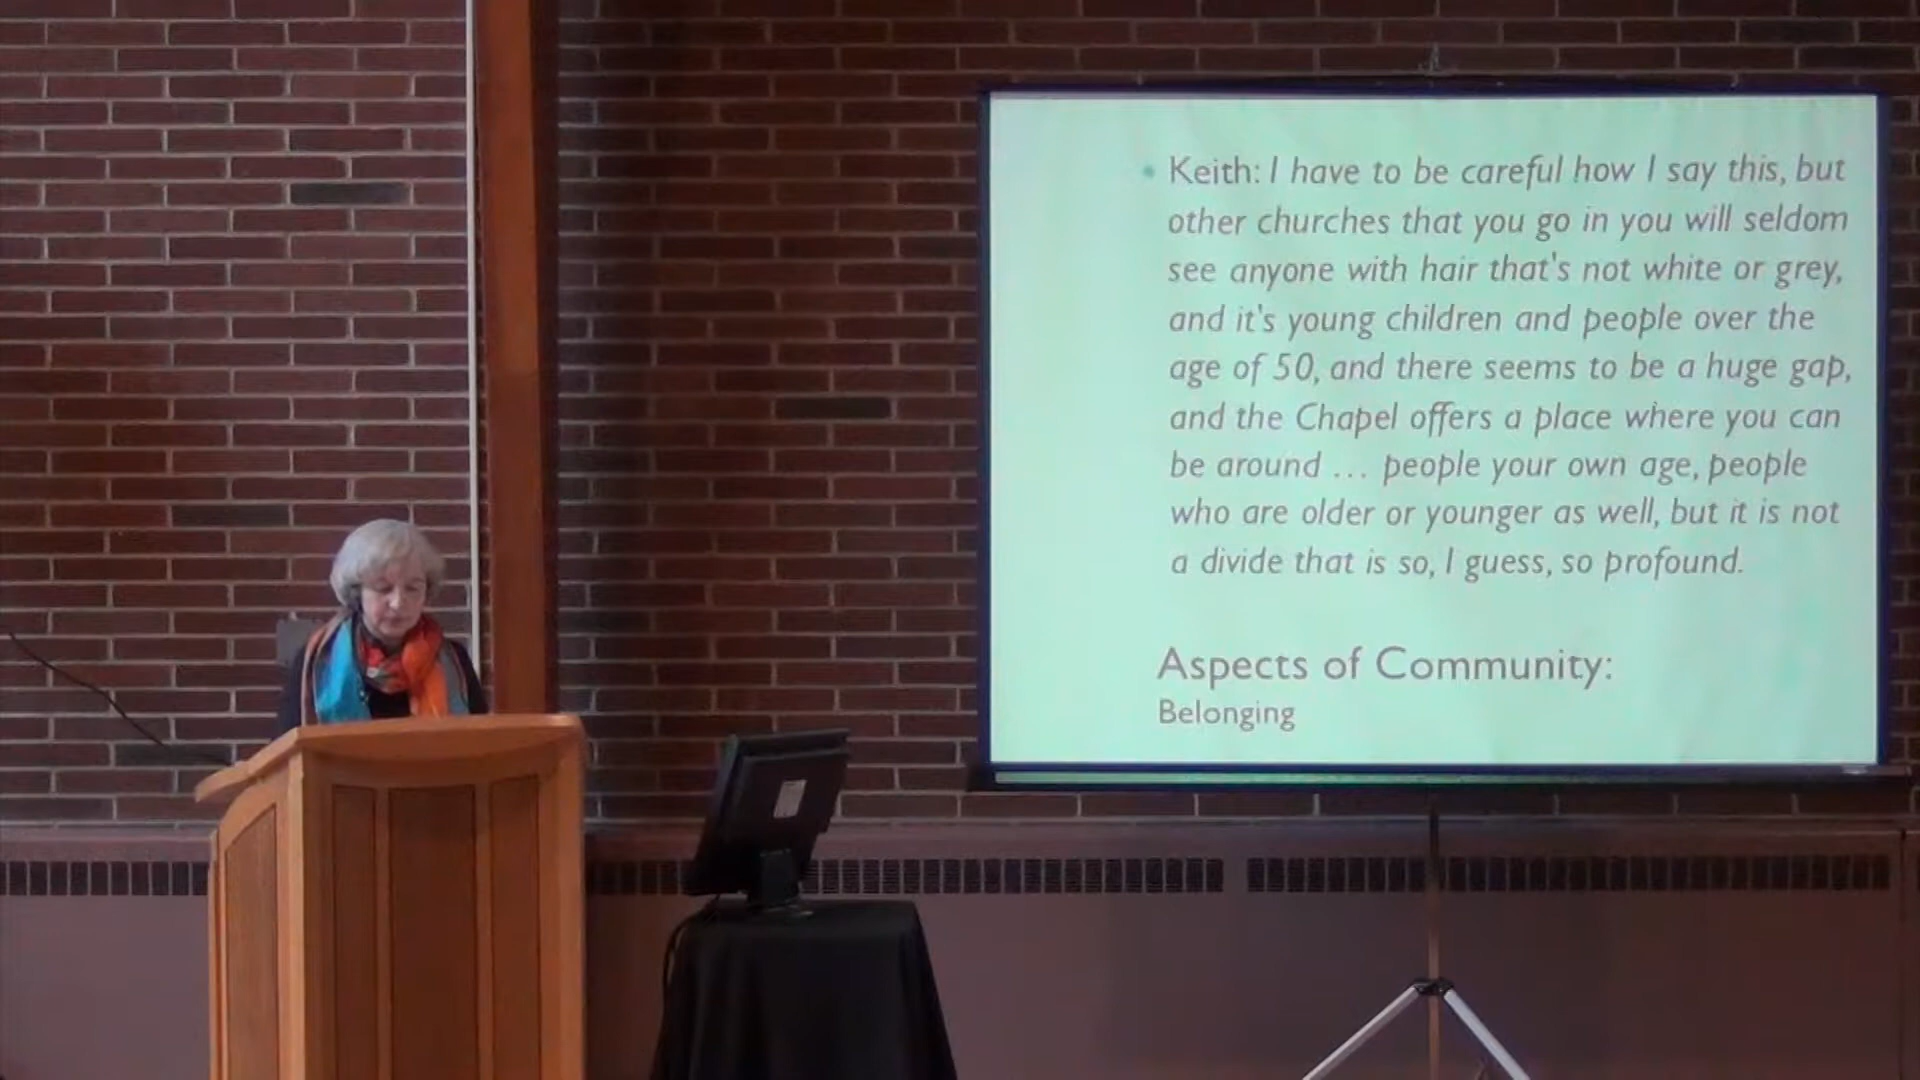 • Keith: I have to be careful how I say this, but
other churches that you go in you will seldom
see anyone with hair that's not white or grey,
and it's young children and people over the
age of 50, and there seems to be a huge gap,
and the Chapel offers a place where you can
be around ... people your own age, people
who are older or younger as well, but it is not
a divide that is so, I guess, so profound.
Aspects of Community:
Belonging